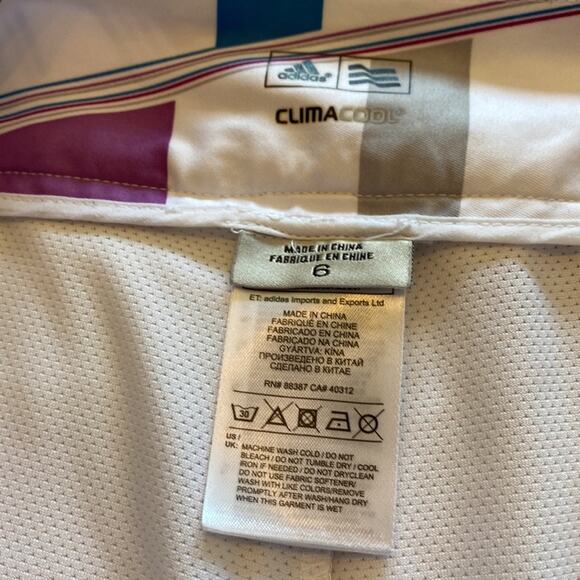 adidas
CLIMACOOL®
MADE IN CHINA
FABRIQUE EN CHINE
6
ET: adidas Imports and Exports Ltd
MADE IN CHINA
FABRIQUÉ EN CHINE
FABRICADO EN CHINA
FABRICADO NA CHINA
GYÁRTVA: KÍNA
ПРОИЗВЕДЕНО В КИТАЙ
СДЕЛАНО В КИТАЕ
RN# 88387 CA# 40312
30
US /
UK: MACHINE WASH COLD / DO NOT
BLEACH / DO NOT TUMBLE DRY / COOL
IRON IF NEEDED / DO NOT DRYCLEAN
DO NOT USE FABRIC SOFTENER/
WASH WITH LIKE COLORS/REMOVE
PROMPTLY AFTER WASH/HANG DRY
WHEN THIS GARMENT IS WET